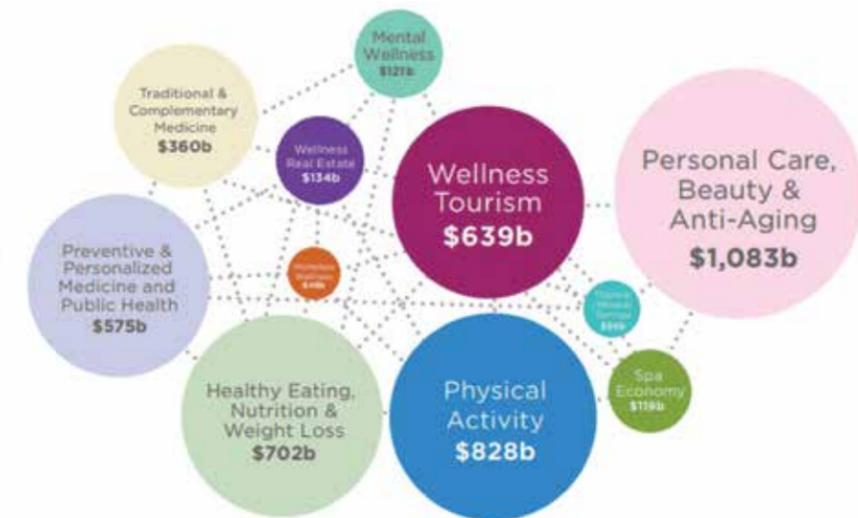 Mental
Wellness
$121b
Traditional &
Complementary
Medicine
$360b
Wellness
Real Estate
$134b
Wellness
Tourism
$639b
Personal Care,
Beauty &
Anti-Aging
$1,083b
Preventive &
Personalized
Medicine and
Public Health
$575b
Healthy Eating,
Nutrition &
Weight Loss
$702b
Physical
Activity
$828b
Spa
Economy
$119b